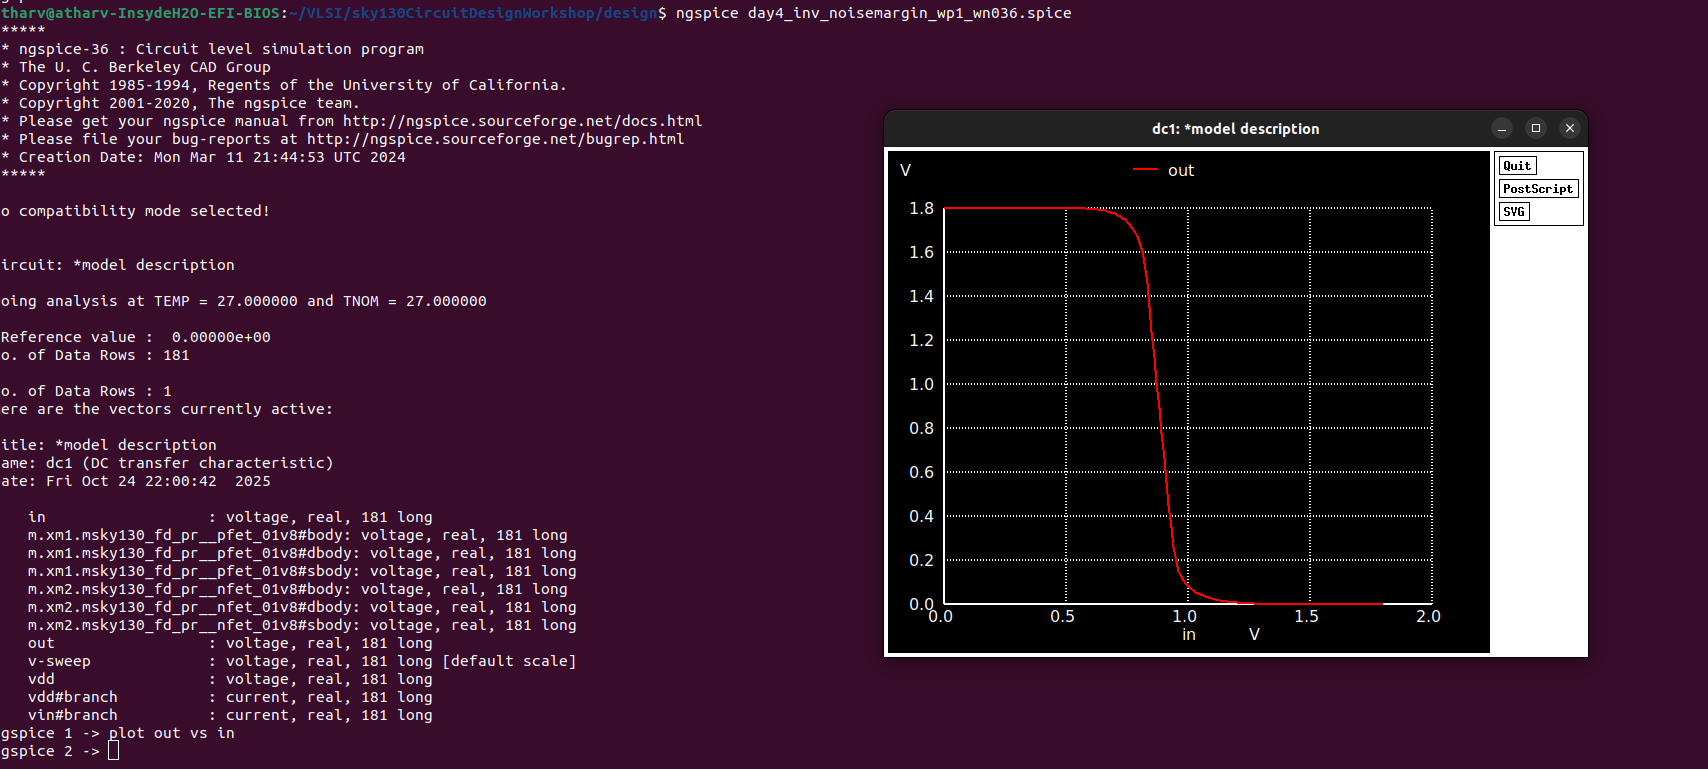 tharv@atharv-InsydeH2O-EFI-BIOS:~/VLSI/sky130CircuitDesignWorkshop/design$ ngspice day4_inv_noisemargin_wp1_wn036.spice
*****
* ngspice-36 : Circuit level simulation program
* The U. C. Berkeley CAD Group
* Copyright 1985-1994, Regents of the University of California.
* Copyright 2001-2020, The ngspice team.
* Please get your ngspice manual from http://ngspice.sourceforge.net/docs.html
* Please file your bug-reports at http://ngspice.sourceforge.net/bugrep.html
* Creation Date: Mon Mar 11 21:44:53 UTC 2024
*****
o compatibility mode selected!
ircuit: *model description
oing analysis at TEMP = 27.000000 and TNOM = 27.000000
Reference value :  0.00000e+00
o. of Data Rows : 181
o. of Data Rows : 1
ere are the vectors currently active:
itle: *model description
ame: dc1 (DC transfer characteristic)
ate: Fri Oct 24 22:00:42  2025
in : voltage, real, 181 long
m.xm1.msky130_fd_pr__pfet_01v8#body: voltage, real, 181 long
m.xm1.msky130_fd_pr__pfet_01v8#dbody: voltage, real, 181 long
m.xm1.msky130_fd_pr__pfet_01v8#sbody: voltage, real, 181 long
m.xm2.msky130_fd_pr__nfet_01v8#body: voltage, real, 181 long
m.xm2.msky130_fd_pr__nfet_01v8#dbody: voltage, real, 181 long
m.xm2.msky130_fd_pr__nfet_01v8#sbody: voltage, real, 181 long
out : voltage, real, 181 long
v-sweep : voltage, real, 181 long [default scale]
vdd : voltage, real, 181 long
vdd#branch : current, real, 181 long
vin#branch : current, real, 181 long
gspice 1 -> plot out vs in
gspice 2 ->
dc1: *model description
Quit
PostScript
SVG
V
out
1.8
1.6
1.4
1.2
1.0
0.8
0.6
0.4
0.2
0.0
0.0 0.5 1.0 1.5 2.0
in V